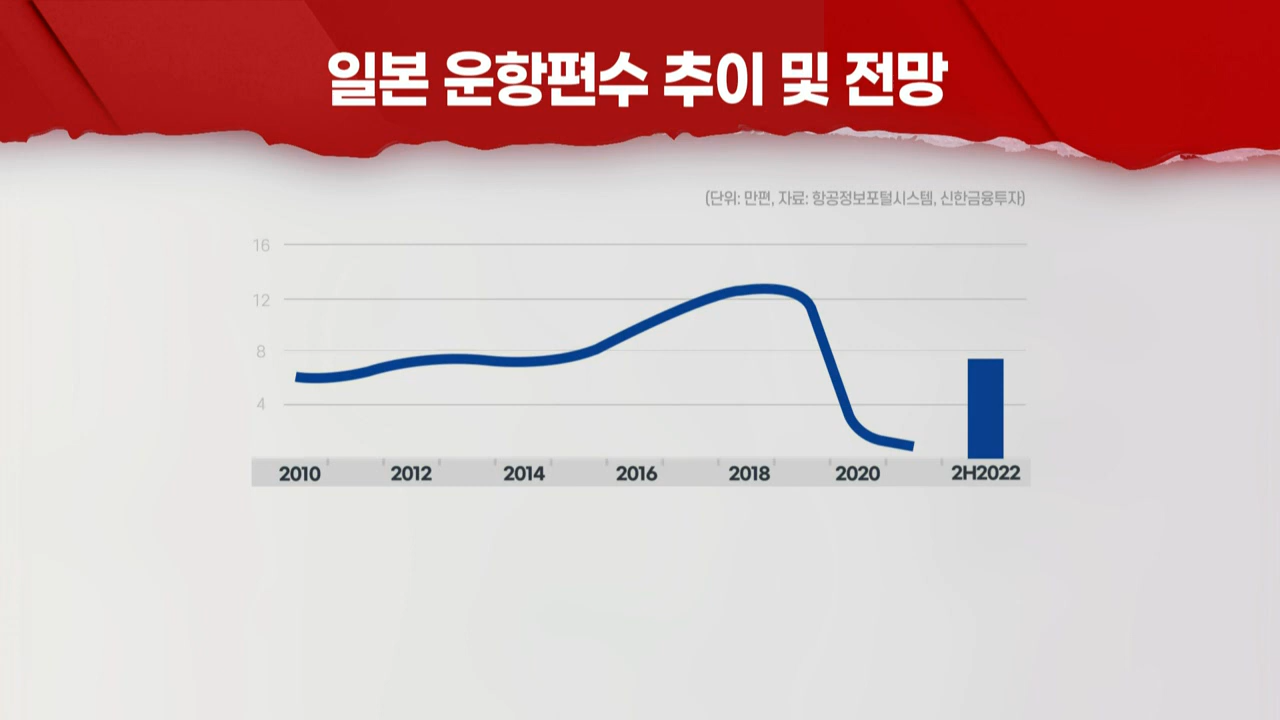 일본 운항편수 추이 및 전망
(단위: 만편, 자료: 항공정보포털시스템, 신한금융투자)
16
12
8
4
2010 2012 2014 2016 2018 2020 2H2022